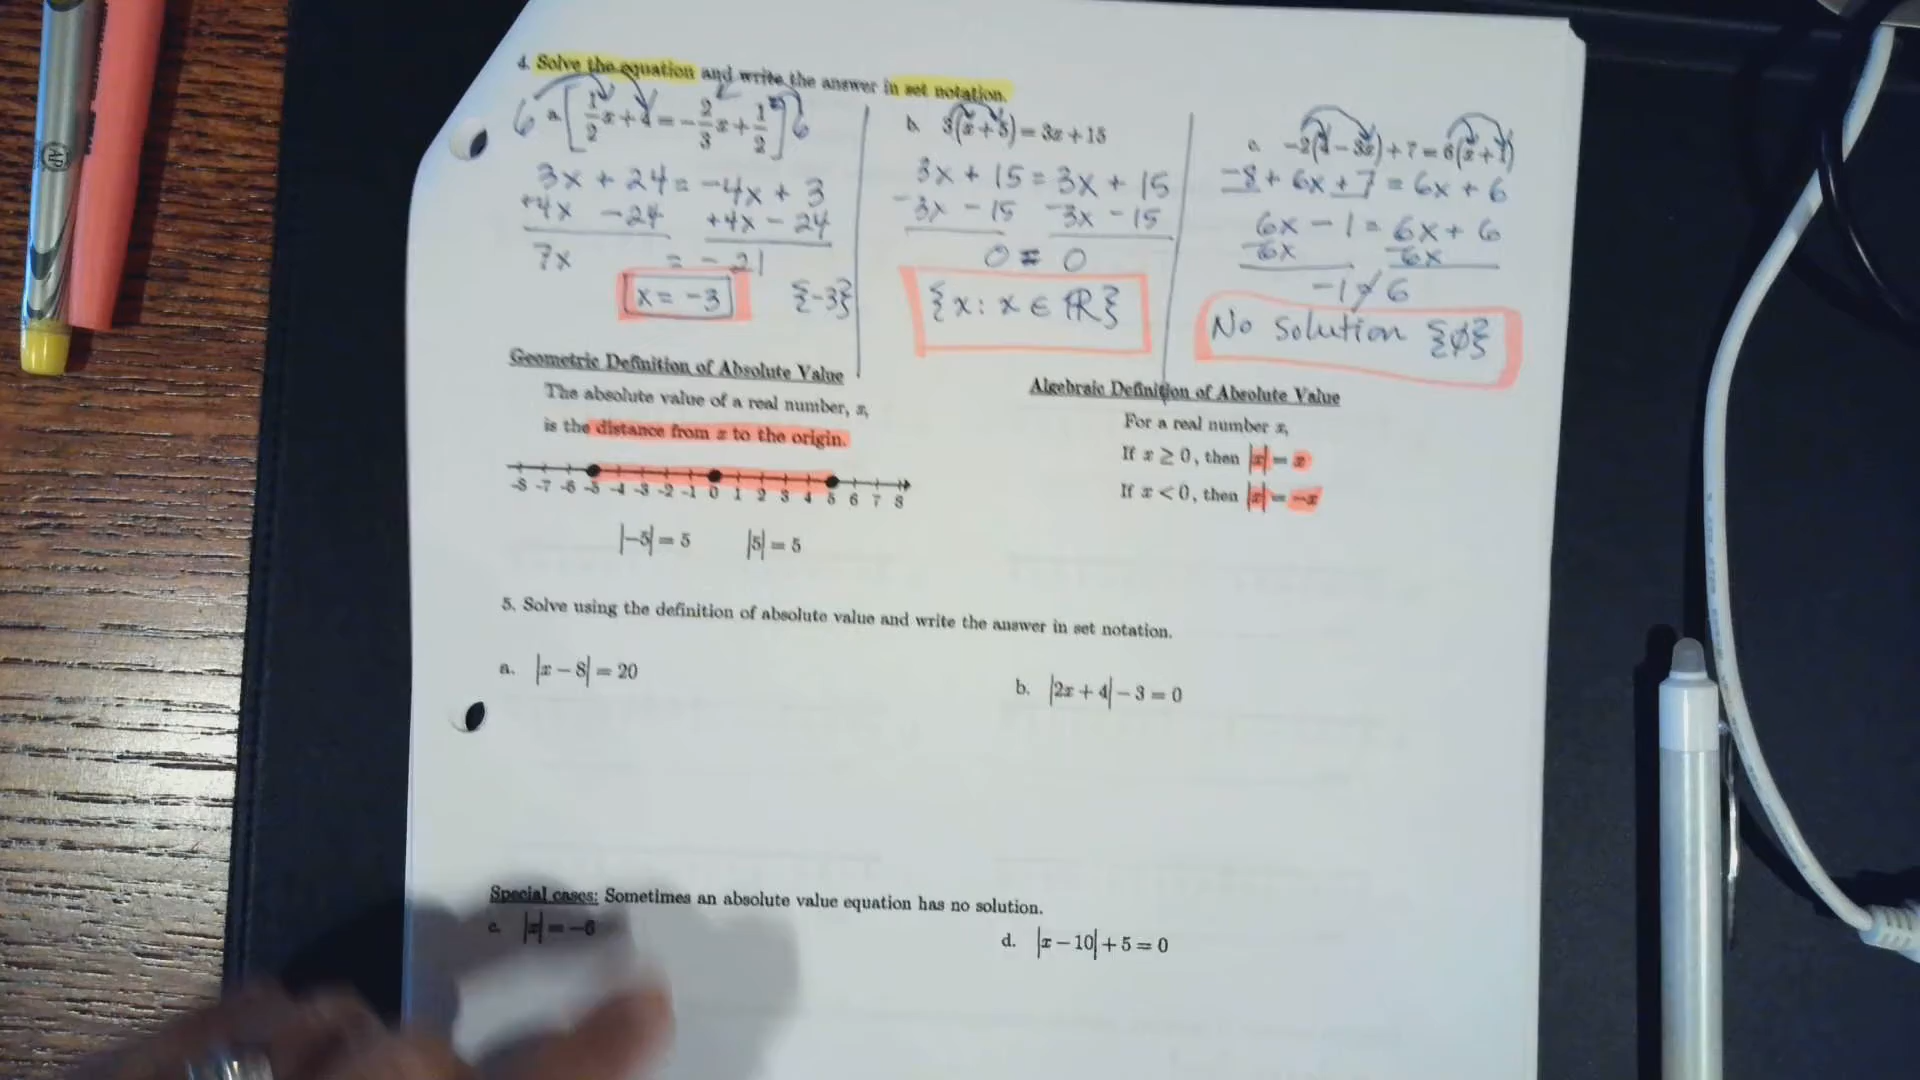 4. Solve the equation and write the answer in set notation.
6 a. [1/2 x + 4 = -2/3 x + 1/2] 6
3x + 24 = -4x + 3
+4x -24 +4x - 24
7x = -21
x = -3 {-3}
b. 3(x + 5) = 3x + 15
3x + 15 = 3x + 15
-3x - 15 -3x - 15
0 = 0
{x: x ∈ ℝ}
c. -2(4 - 3x) + 7 = 6(x + 1)
-8 + 6x + 7 = 6x + 6
6x - 1 = 6x + 6
-6x -6x
-1 ≠ 6
No solution {∅}
Geometric Definition of Absolute Value
The absolute value of a real number, x,
is the distance from x to the origin.
-8 -7 -6 -5 -4 -3 -2 -1 0 1 2 3 4 5 6 7 8
|-5| = 5 |5| = 5
Algebraic Definition of Absolute Value
For a real number x,
If x ≥ 0, then |x| = x
If x < 0, then |x| = -x
5. Solve using the definition of absolute value and write the answer in set notation.
a. |x - 8| = 20
b. |2x + 4| - 3 = 0
Special cases: Sometimes an absolute value equation has no solution.
c. |x| = -6
d. |x - 10| + 5 = 0
AP